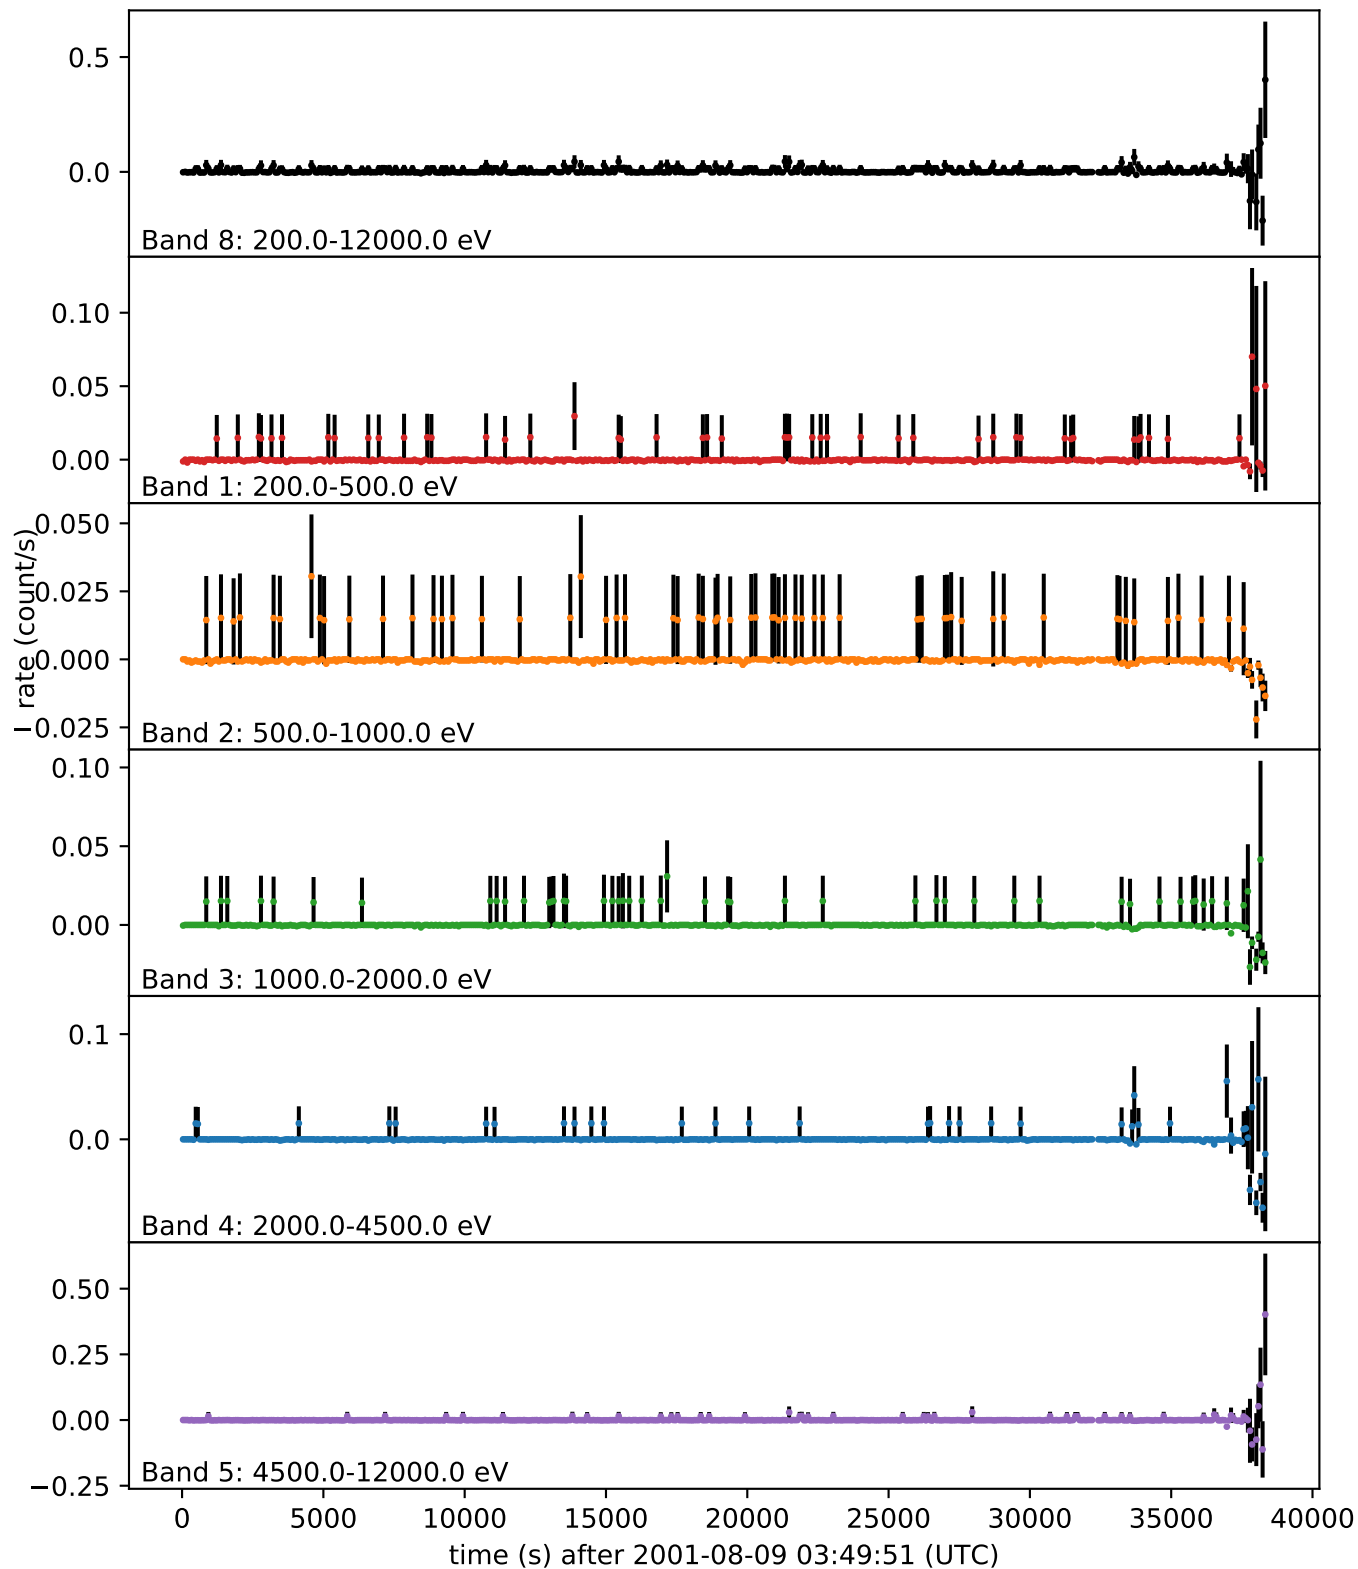 0.5
0.0
Band 8: 200.0-12000.0 eV
0.10
0.05
0.00
Band 1: 200.0-500.0 eV
rate (count/s)
0.050
0.025
0.000
−0.025
Band 2: 500.0-1000.0 eV
0.10
0.05
0.00
Band 3: 1000.0-2000.0 eV
0.1
0.0
Band 4: 2000.0-4500.0 eV
0.50
0.25
0.00
−0.25
Band 5: 4500.0-12000.0 eV
0 5000 10000 15000 20000 25000 30000 35000 40000
time (s) after 2001-08-09 03:49:51 (UTC)